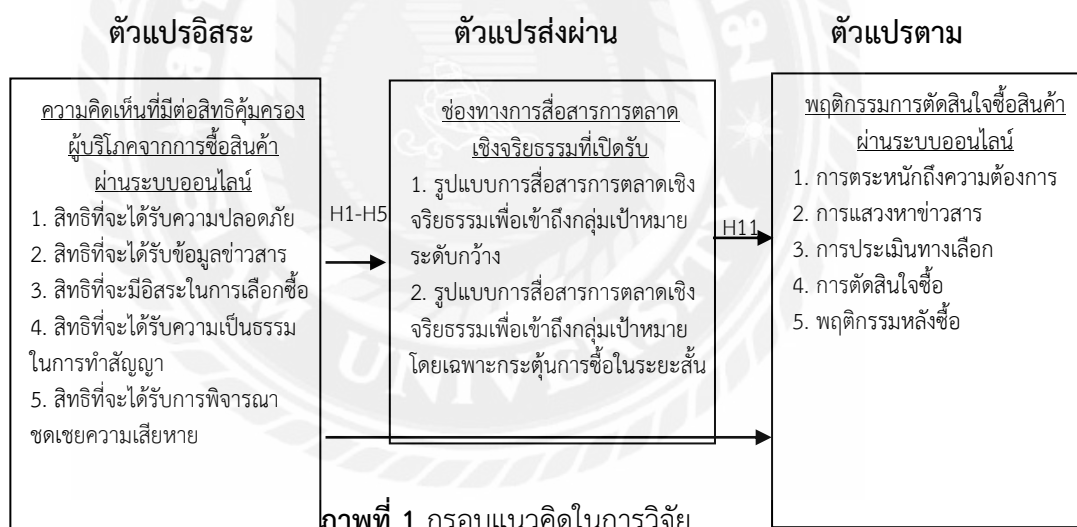 ตัวแปรอิสระ
ตัวแปรส่งผ่าน
ตัวแปรตาม
ความคิดเห็นที่มีต่อสิทธิคุ้มครอง
ผู้บริโภคจากการซื้อสินค้า
ผ่านระบบออนไลน์
1. สิทธิที่จะได้รับความปลอดภัย
2. สิทธิที่จะได้รับข้อมูลข่าวสาร
3. สิทธิที่จะมีอิสระในการเลือกซื้อ
4. สิทธิที่จะได้รับความเป็นธรรม
ในการทำสัญญา
5. สิทธิที่จะได้รับการพิจารณา
ชดเชยความเสียหาย
H1-H5
ช่องทางการสื่อสารการตลาด
เชิงจริยธรรมที่เปิดรับ
1. รูปแบบการสื่อสารการตลาดเชิง
จริยธรรมเพื่อเข้าถึงกลุ่มเป้าหมาย
ระดับกว้าง
2. รูปแบบการสื่อสารการตลาดเชิง
จริยธรรมเพื่อเข้าถึงกลุ่มเป้าหมาย
โดยเฉพาะกระตุ้นการซื้อในระยะสั้น
H11
พฤติกรรมการตัดสินใจซื้อสินค้า
ผ่านระบบออนไลน์
1. การตระหนักถึงความต้องการ
2. การแสวงหาข่าวสาร
3. การประเมินทางเลือก
4. การตัดสินใจซื้อ
5. พฤติกรรมหลังซื้อ
UNIVERSITY
ภาพที่ 1 กรอบแนวคิดในการวิจัย